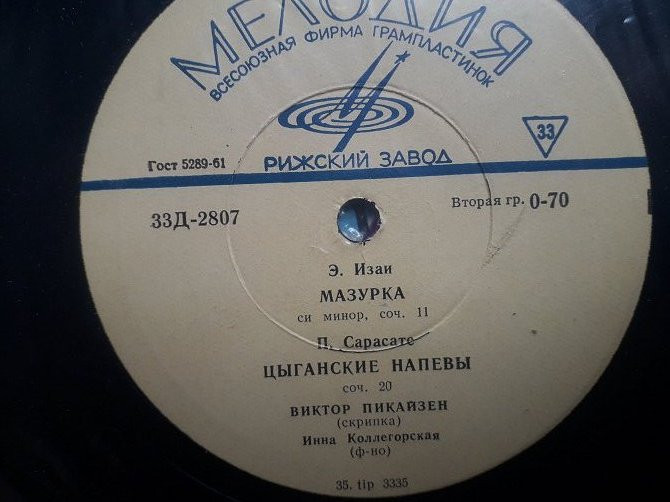 МЕЛОДИЯ
ВСЕСОЮЗНАЯ ФИРМА ГРАМПЛАСТИНОК
33
Гост 5289-61
РИЖСКИЙ ЗАВОД
33Д-2807
Вторая гр. 0-70
Э. Изаи
МАЗУРКА
си минор, соч. 11
П. Сарасате
ЦЫГАНСКИЕ НАПЕВЫ
соч. 20
ВИКТОР ПИКАЙЗЕН
(скрипка)
Инна Коллегорская
(ф-но)
35. tip 3335